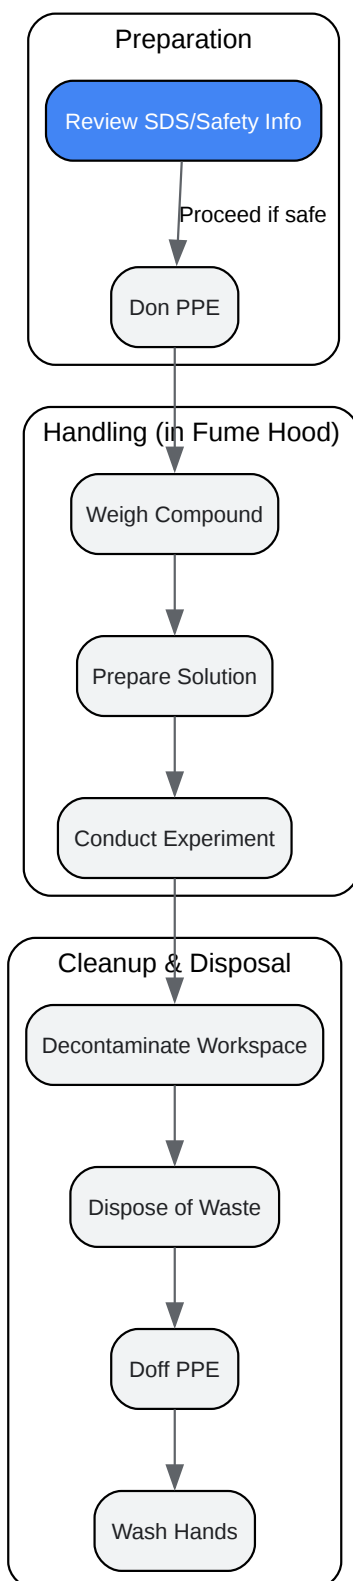 Preparation
Review SDS/Safety Info
Proceed if safe
Don PPE
Handling (in Fume Hood)
Weigh Compound
Prepare Solution
Conduct Experiment
Cleanup & Disposal
Decontaminate Workspace
Dispose of Waste
Doff PPE
Wash Hands